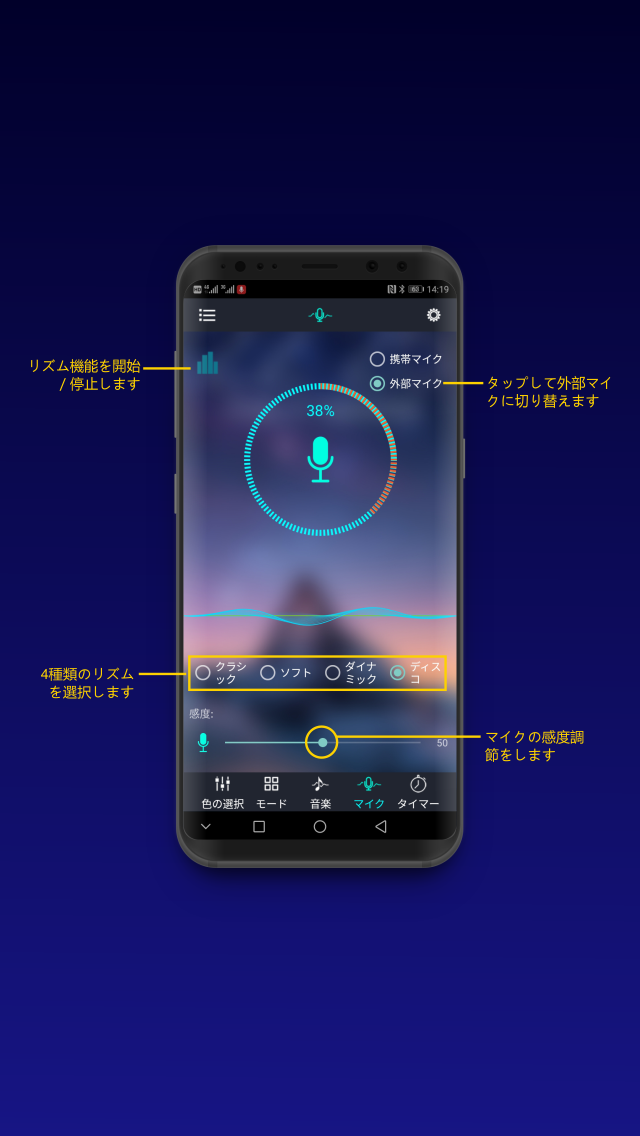 14:19
携帯マイク
リズム機能を開始
/ 停止します
外部マイク
タップして外部マイ
クに切り替えます
38%
4種類のリズム
を選択します
クラシ
ック
ソフト
ダイナ
ミック
ディス
コ
感度:
50
マイクの感度調
節をします
色の選択
モード
音楽
マイク
タイマー